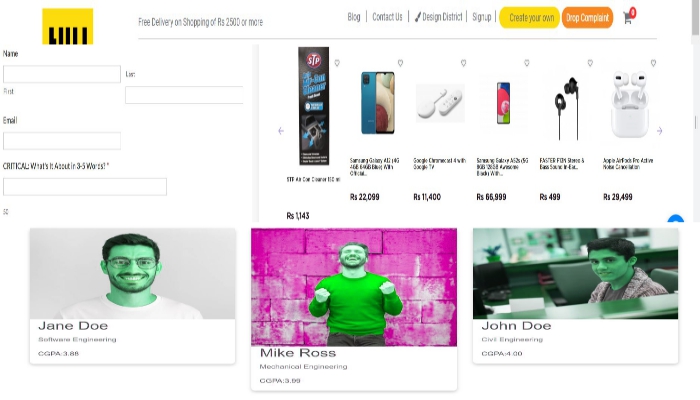 Free Delivery on Shopping of Rs 2500 or more
Blog
Contact Us
Design District
Signup
Create your own
Drop Complaint
0
Name
First
Last
Email
CRITICAL: What's It About In 3-5 Words? *
STP
STP Air Con Cleaner 150 ml
Rs 1,143
Samsung Galaxy A12 (4G
4GB 64GB Blue) With
Official...
Rs 22,099
Google Chromecast 4 with
Google TV
Rs 11,400
Samsung Galaxy A52s (5G
8GB 128GB Awesome
Black) With...
Rs 66,999
FASTER F12N Stereo &
Bass Sound In-Ear...
Rs 499
Apple AirPods Pro Active
Noise Cancellation
Rs 29,499
Jane Doe
Software Engineering
CGPA:3.88
Mike Ross
Mechanical Engineering
CGPA:3.99
John Doe
Civil Engineering
CGPA:4.00